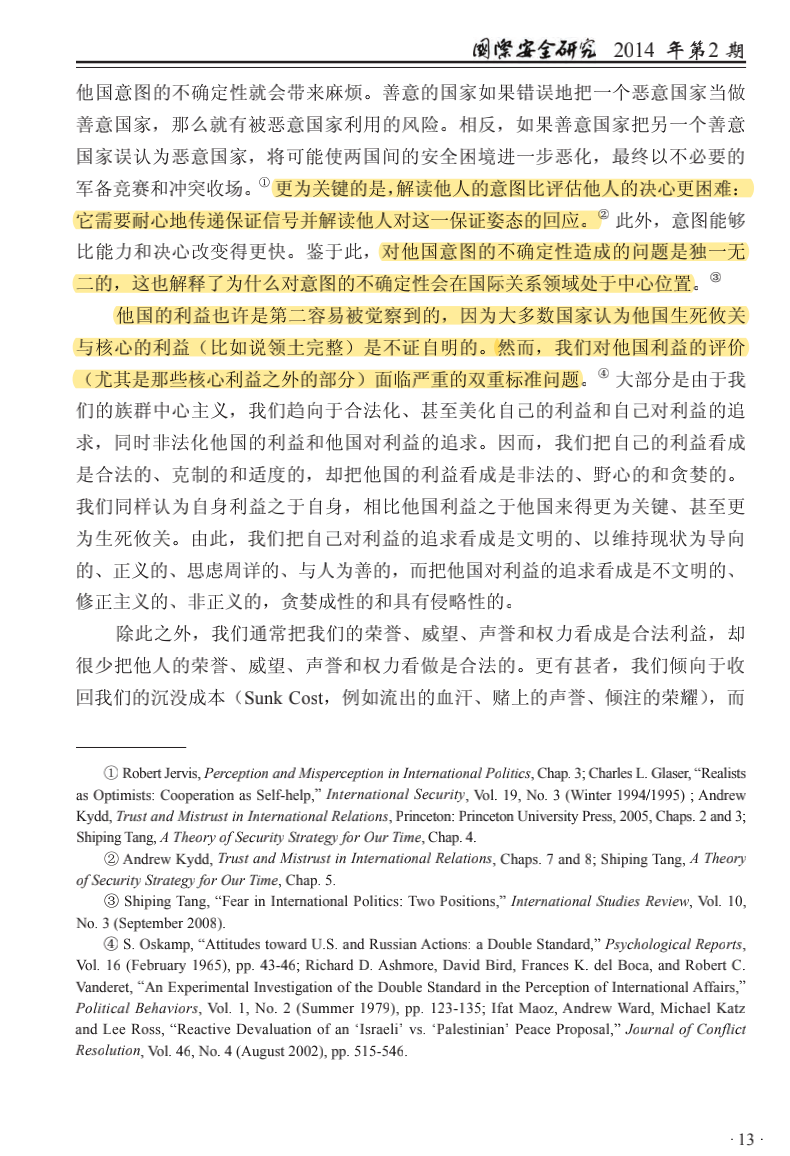 国際安全研究 2014 年第2 期
他国意图的不确定性就会带来麻烦。善意的国家如果错误地把一个恶意国家当做
善意国家，那么就有被恶意国家利用的风险。相反，如果善意国家把另一个善意
国家误认为恶意国家，将可能使两国间的安全困境进一步恶化，最终以不必要的
军备竞赛和冲突收场。①更为关键的是，解读他人的意图比评估他人的决心更困难：
它需要耐心地传递保证信号并解读他人对这一保证姿态的回应。②此外，意图能够
比能力和决心改变得更快。鉴于此，对他国意图的不确定性造成的问题是独一无
二的，这也解释了为什么对意图的不确定性会在国际关系领域处于中心位置。③
他国的利益也许是第二容易被觉察到的，因为大多数国家认为他国生死攸关
与核心的利益（比如说领土完整）是不证自明的。然而，我们对他国利益的评价
（尤其是那些核心利益之外的部分）面临严重的双重标准问题。④大部分是由于我
们的族群中心主义，我们趋向于合法化、甚至美化自己的利益和自己对利益的追
求，同时非法化他国的利益和他国对利益的追求。因而，我们把自己的利益看成
是合法的、克制的和适度的，却把他国的利益看成是非法的、野心的和贪婪的。
我们同样认为自身利益之于自身，相比他国利益之于他国来得更为关键、甚至更
为生死攸关。由此，我们把自己对利益的追求看成是文明的、以维持现状为导向
的、正义的、思虑周详的、与人为善的，而把他国对利益的追求看成是不文明的、
修正主义的、非正义的，贪婪成性的和具有侵略性的。
除此之外，我们通常把我们的荣誉、威望、声誉和权力看成是合法利益，却
很少把他人的荣誉、威望、声誉和权力看做是合法的。更有甚者，我们倾向于收
回我们的沉没成本（Sunk Cost，例如流出的血汗、赌上的声誉、倾注的荣耀），而
① Robert Jervis, Perception and Misperception in International Politics, Chap. 3; Charles L. Glaser, “Realists
as Optimists: Cooperation as Self-help,” International Security, Vol. 19, No. 3 (Winter 1994/1995) ; Andrew
Kydd, Trust and Mistrust in International Relations, Princeton: Princeton University Press, 2005, Chaps. 2 and 3;
Shiping Tang, A Theory of Security Strategy for Our Time, Chap. 4.
② Andrew Kydd, Trust and Mistrust in International Relations, Chaps. 7 and 8; Shiping Tang, A Theory
of Security Strategy for Our Time, Chap. 5.
③ Shiping Tang, “Fear in International Politics: Two Positions,” International Studies Review, Vol. 10,
No. 3 (September 2008).
④ S. Oskamp, “Attitudes toward U.S. and Russian Actions: a Double Standard,” Psychological Reports,
Vol. 16 (February 1965), pp. 43-46; Richard D. Ashmore, David Bird, Frances K. del Boca, and Robert C.
Vanderet, “An Experimental Investigation of the Double Standard in the Perception of International Affairs,”
Political Behaviors, Vol. 1, No. 2 (Summer 1979), pp. 123-135; Ifat Maoz, Andrew Ward, Michael Katz
and Lee Ross, “Reactive Devaluation of an ‘Israeli’ vs. ‘Palestinian’ Peace Proposal,” Journal of Conflict
Resolution, Vol. 46, No. 4 (August 2002), pp. 515-546.
· 13 ·